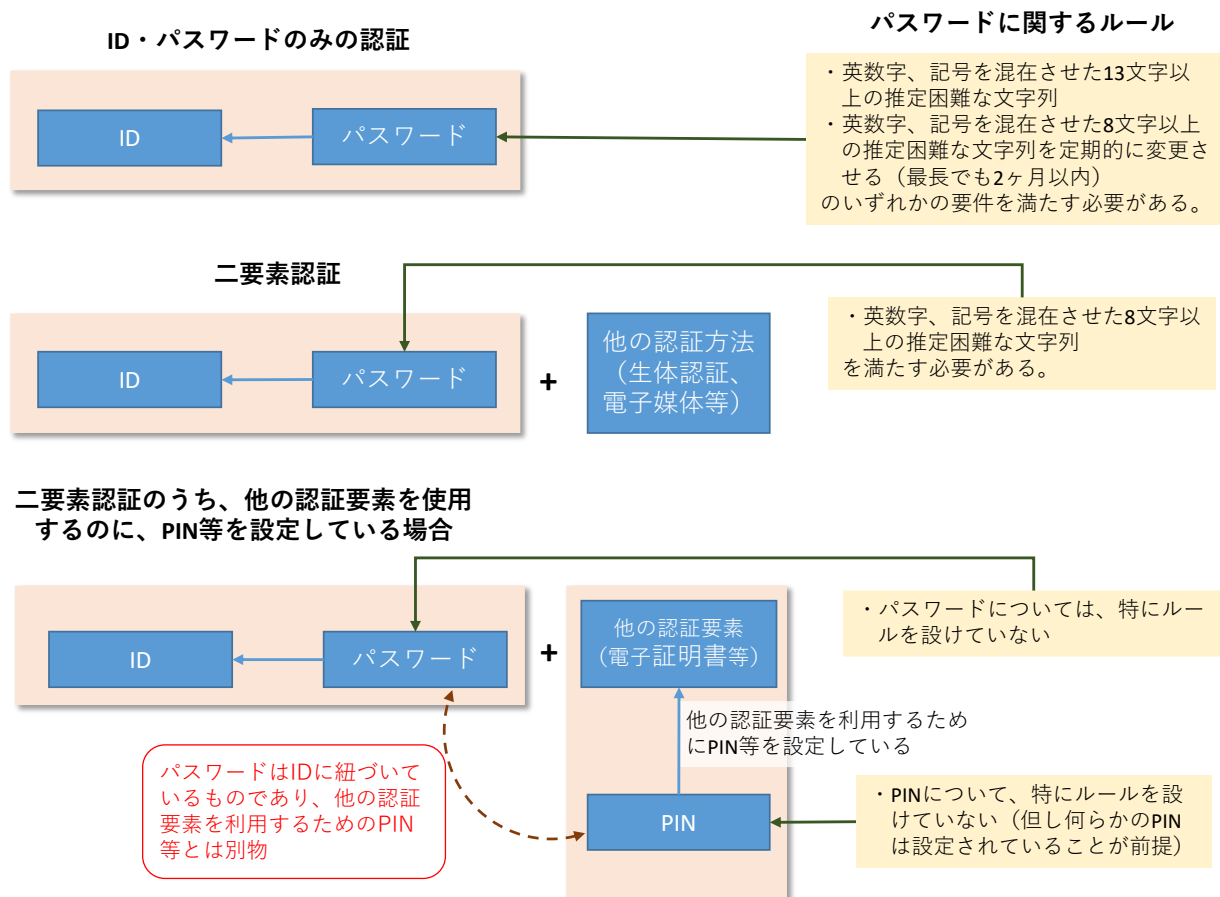 ID・パスワードのみの認証
パスワードに関するルール
ID
パスワード
・英数字、記号を混在させた13文字以
上の推定困難な文字列
・英数字、記号を混在させた8文字以上
の推定困難な文字列を定期的に変更さ
せる（最長でも2ヶ月以内）
のいずれかの要件を満たす必要がある。
二要素認証
ID
パスワード
+
他の認証方法
（生体認証、
電子媒体等）
・英数字、記号を混在させた8文字以
上の推定困難な文字列
を満たす必要がある。
二要素認証のうち、他の認証要素を使用
するのに、PIN等を設定している場合
ID
パスワード
+
他の認証要素
（電子証明書等）
・パスワードについては、特にルー
ルを設けていない
他の認証要素を利用するため
にPIN等を設定している
パスワードはIDに紐づいて
いるものであり、他の認証
要素を利用するためのPIN
等とは別物
PIN
・PINについて、特にルールを設
けていない（但し何らかのPIN
は設定されていることが前提）